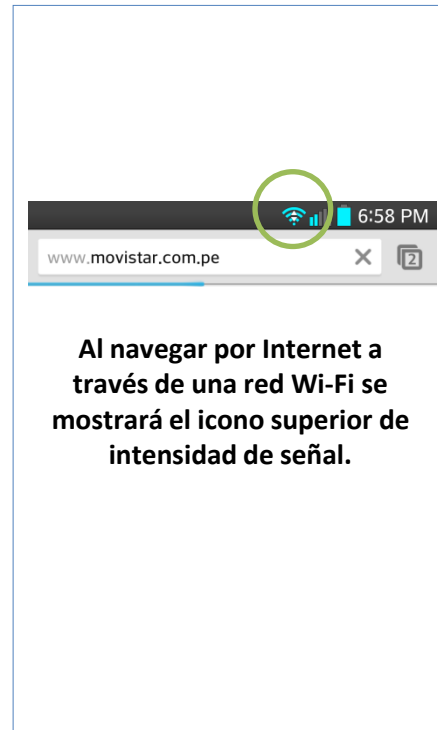 6:58 PM
www.movistar.com.pe
2
Al navegar por Internet a
través de una red Wi-Fi se
mostrará el icono superior de
intensidad de señal.